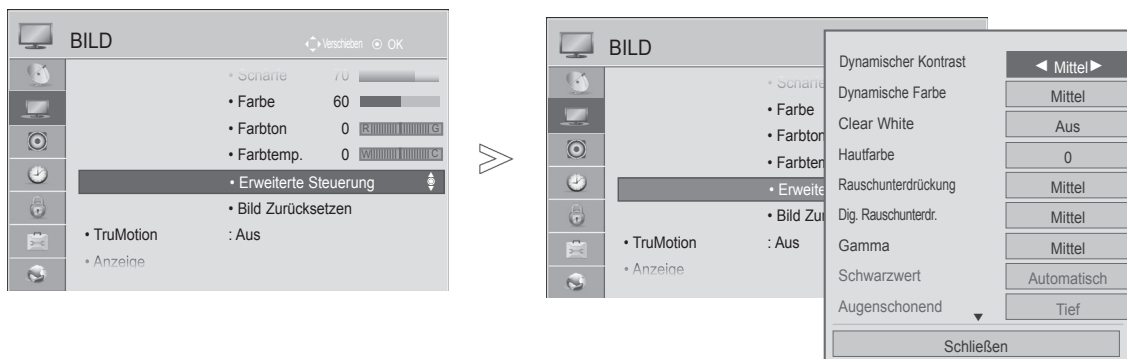 BILD
Verschieben OK
• Schärfe 70
• Farbe 60
• Farbton 0 R G
• Farbtemp. 0 W C
• Erweiterte Steuerung
• Bild Zurücksetzen
• TruMotion : Aus
• Anzeige
BILD
• Schärfe
• Farbe
• Farbton
• Farbtem
• Erweite
• Bild Zur
• TruMotion : Aus
• Anzeige
Dynamischer Kontrast ◄ Mittel►
Dynamische Farbe Mittel
Clear White Aus
Hautfarbe 0
Rauschunterdrückung Mittel
Dig. Rauschunterdr. Mittel
Gamma Mittel
Schwarzwert Automatisch
Augenschonend Tief
Schließen